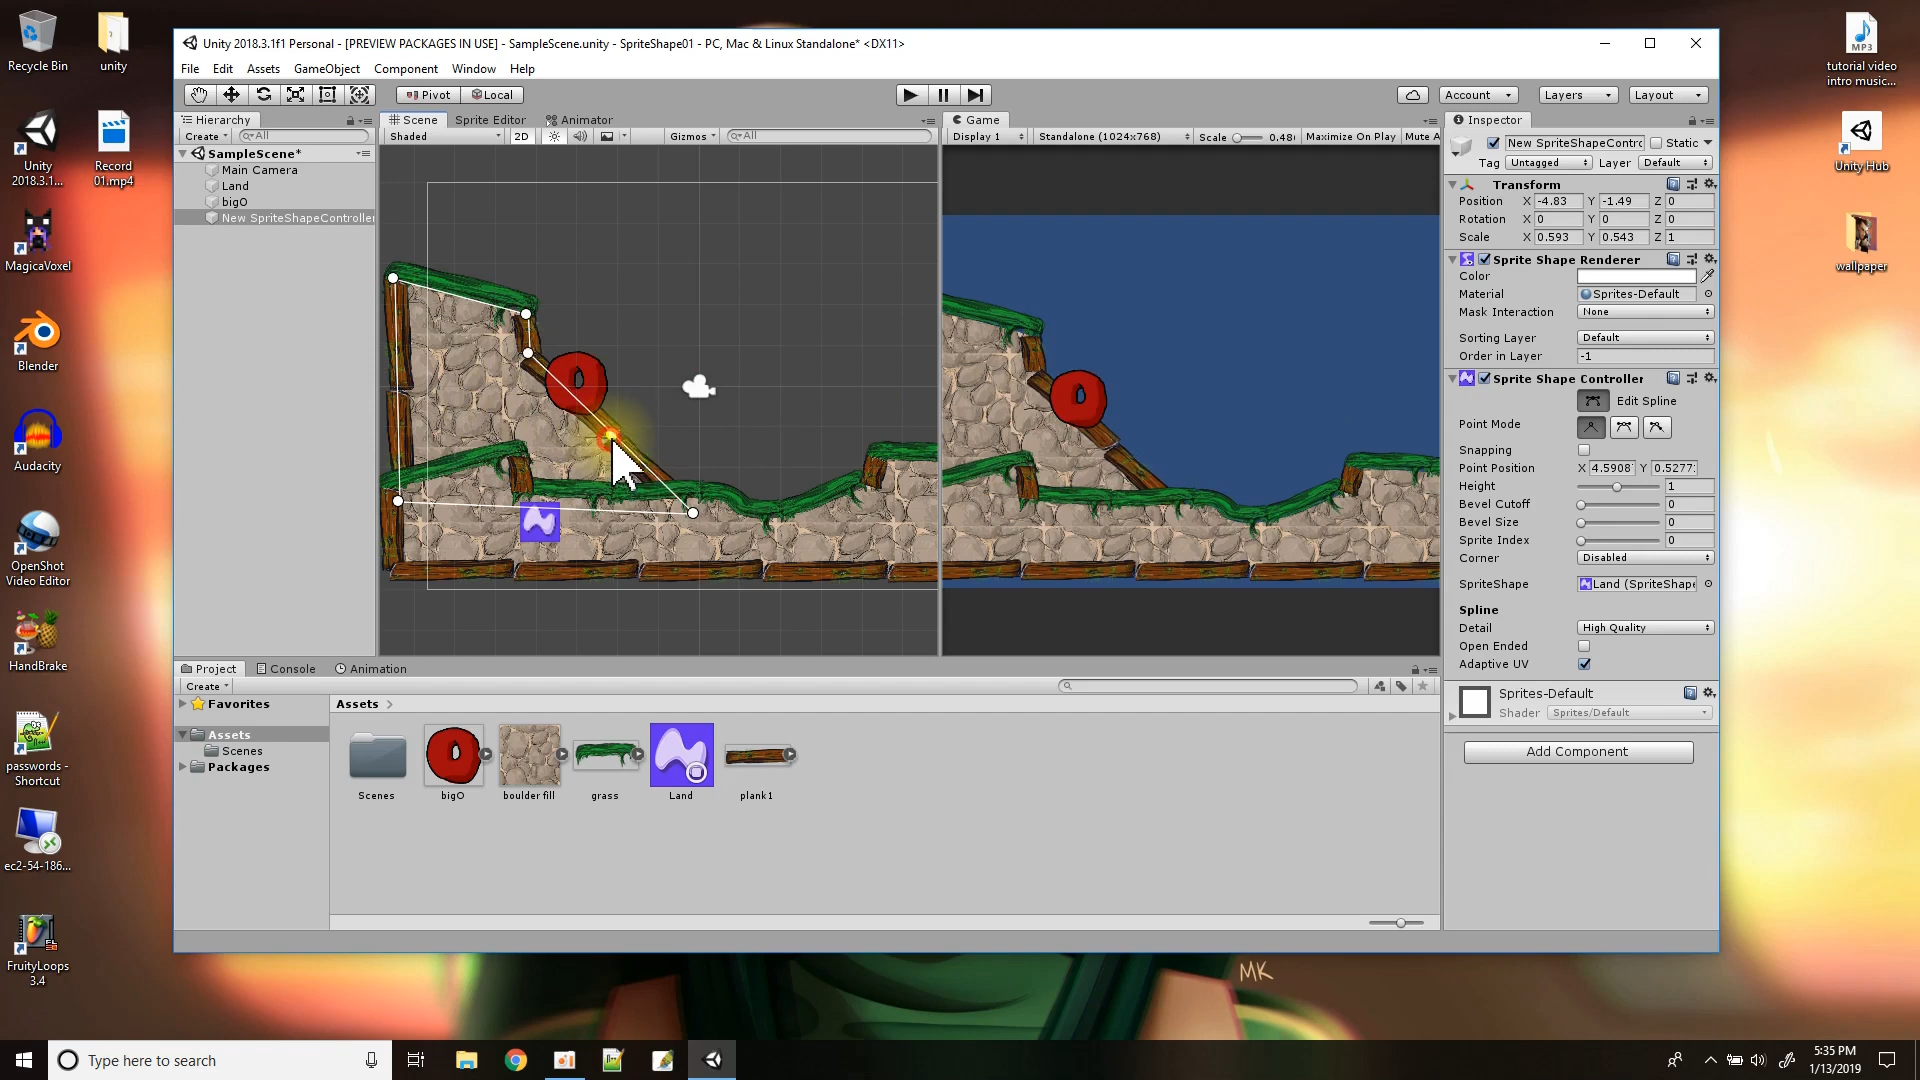 Recycle Bin
unity
Unity 2018.3.1...
Record 01.mp4
MagicaVoxel
Blender
Audacity
OpenShot Video Editor
HandBrake
passwords - Shortcut
ec2-54-186...
FruityLoops 3.4
tutorial video intro music...
Unity Hub
wallpaper
Unity 2018.3.1f1 Personal - [PREVIEW PACKAGES IN USE] - SampleScene.unity - SpriteShape01 - PC, Mac & Linux Standalone* <DX11>
File Edit Assets GameObject Component Window Help
Pivot Local Account Layers Layout
Hierarchy
Create All
SampleScene*
Main Camera
Land
bigO
New SpriteShapeController
Scene Sprite Editor Animator
Shaded 2D Gizmos All
Game
Display 1 Standalone (1024x768) Scale 0.48 Maximize On Play Mute A
Inspector
New SpriteShapeContro Static
Tag Untagged Layer Default
Transform
Position X -4.83 Y -1.49 Z 0
Rotation X 0 Y 0 Z 0
Scale X 0.593 Y 0.543 Z 1
Sprite Shape Renderer
Color
Material Sprites-Default
Mask Interaction None
Sorting Layer Default
Order in Layer -1
Sprite Shape Controller
Edit Spline
Point Mode
Snapping
Point Position X 4.5908 Y 0.5277
Height 1
Bevel Cutoff 0
Bevel Size 0
Sprite Index 0
Corner Disabled
SpriteShape Land (SpriteShape
Spline
Detail High Quality
Open Ended
Adaptive UV
Sprites-Default
Shader Sprites/Default
Add Component
Project Console Animation
Create
Favorites
Assets
Scenes
Packages
Assets
Scenes bigO boulder fill grass Land plank1
MK
Type here to search
5:35 PM
1/13/2019
MP3